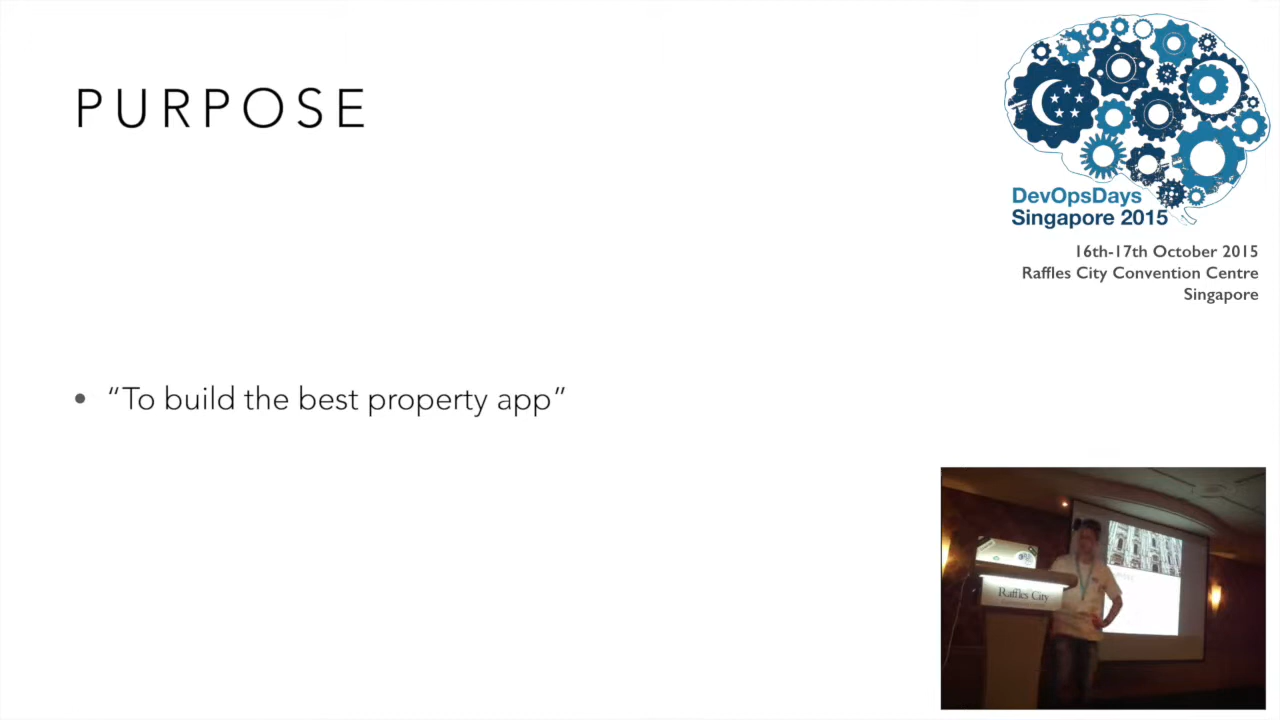 PURPOSE
• “To build the best property app”
DevOpsDays
Singapore 2015
16th-17th October 2015
Raffles City Convention Centre
Singapore
Raffles City